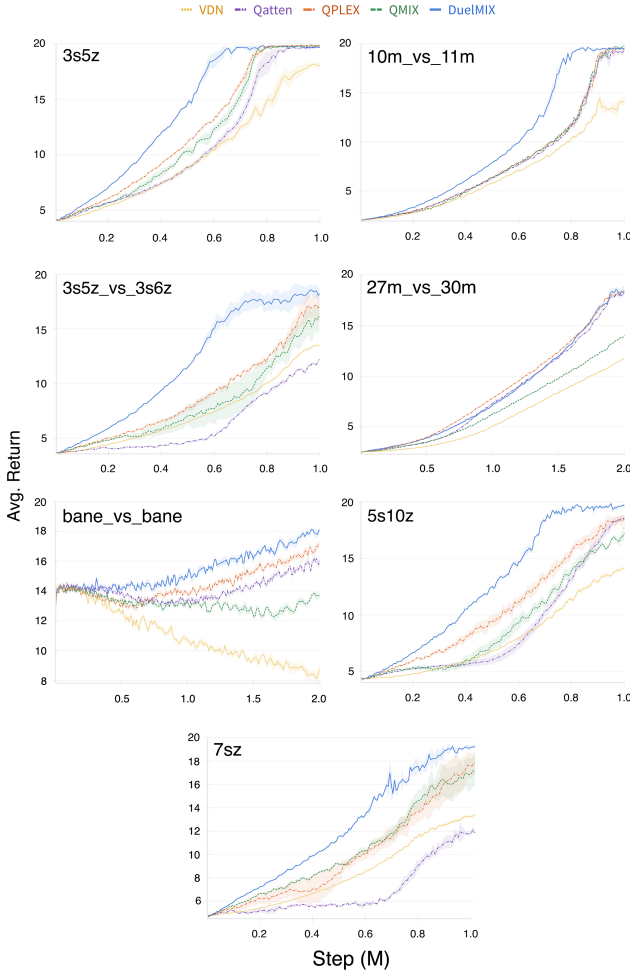 VDN Qatten QPLEX QMIX DuelMIX
3s5z
20
15
10
5
0.2 0.4 0.6 0.8 1.0
10m_vs_11m
20
15
10
5
0.2 0.4 0.6 0.8 1.0
3s5z_vs_3s6z
20
15
10
5
0.2 0.4 0.6 0.8 1.0
27m_vs_30m
20
15
10
5
0.5 1.0 1.5 2.0
Avg. Return
bane_vs_bane
20
18
16
14
12
10
8
0.5 1.0 1.5 2.0
5s10z
20
15
10
5
0.2 0.4 0.6 0.8 1.0
7sz
20
18
16
14
12
10
8
6
0.2 0.4 0.6 0.8 1.0
Step (M)